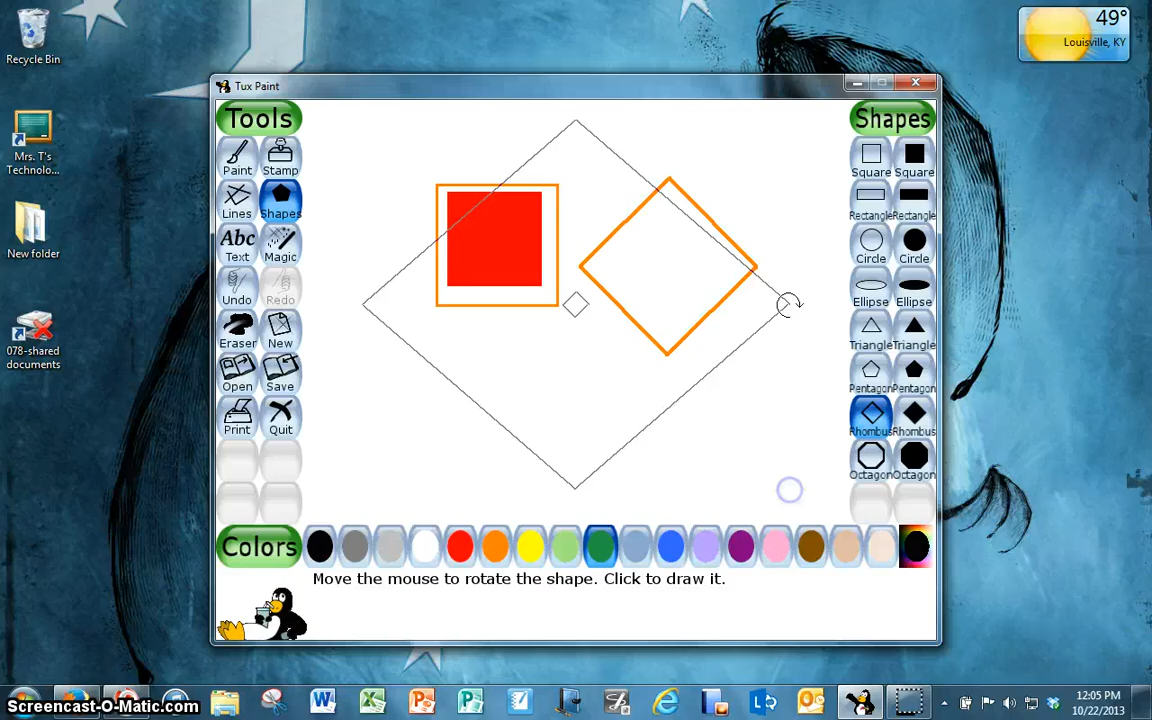 Recycle Bin
Mrs. T's
Technolo...
New folder
078-shared
documents
49°
Louisville, KY
Tux Paint
Tools
Paint
Stamp
Lines
Shapes
Abc
Text
Magic
Undo
Redo
Eraser
New
Open
Save
Print
Quit
Shapes
Square
Square
Rectangle
Rectangle
Circle
Circle
Ellipse
Ellipse
Triangle
Triangle
Pentagon
Pentagon
Rhombus
Rhombus
Octagon
Octagon
Colors
Move the mouse to rotate the shape. Click to draw it.
Screencast-O-Matic.com
12:05 PM
10/22/2013